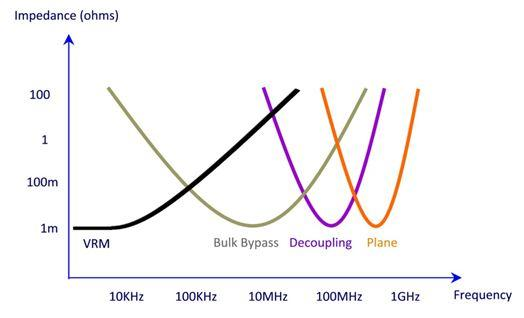 Impedance (ohms)
100
1
100m
1m
VRM
Bulk Bypass
Decoupling
Plane
10KHz
100KHz
10MHz
100MHz
1GHz
Frequency